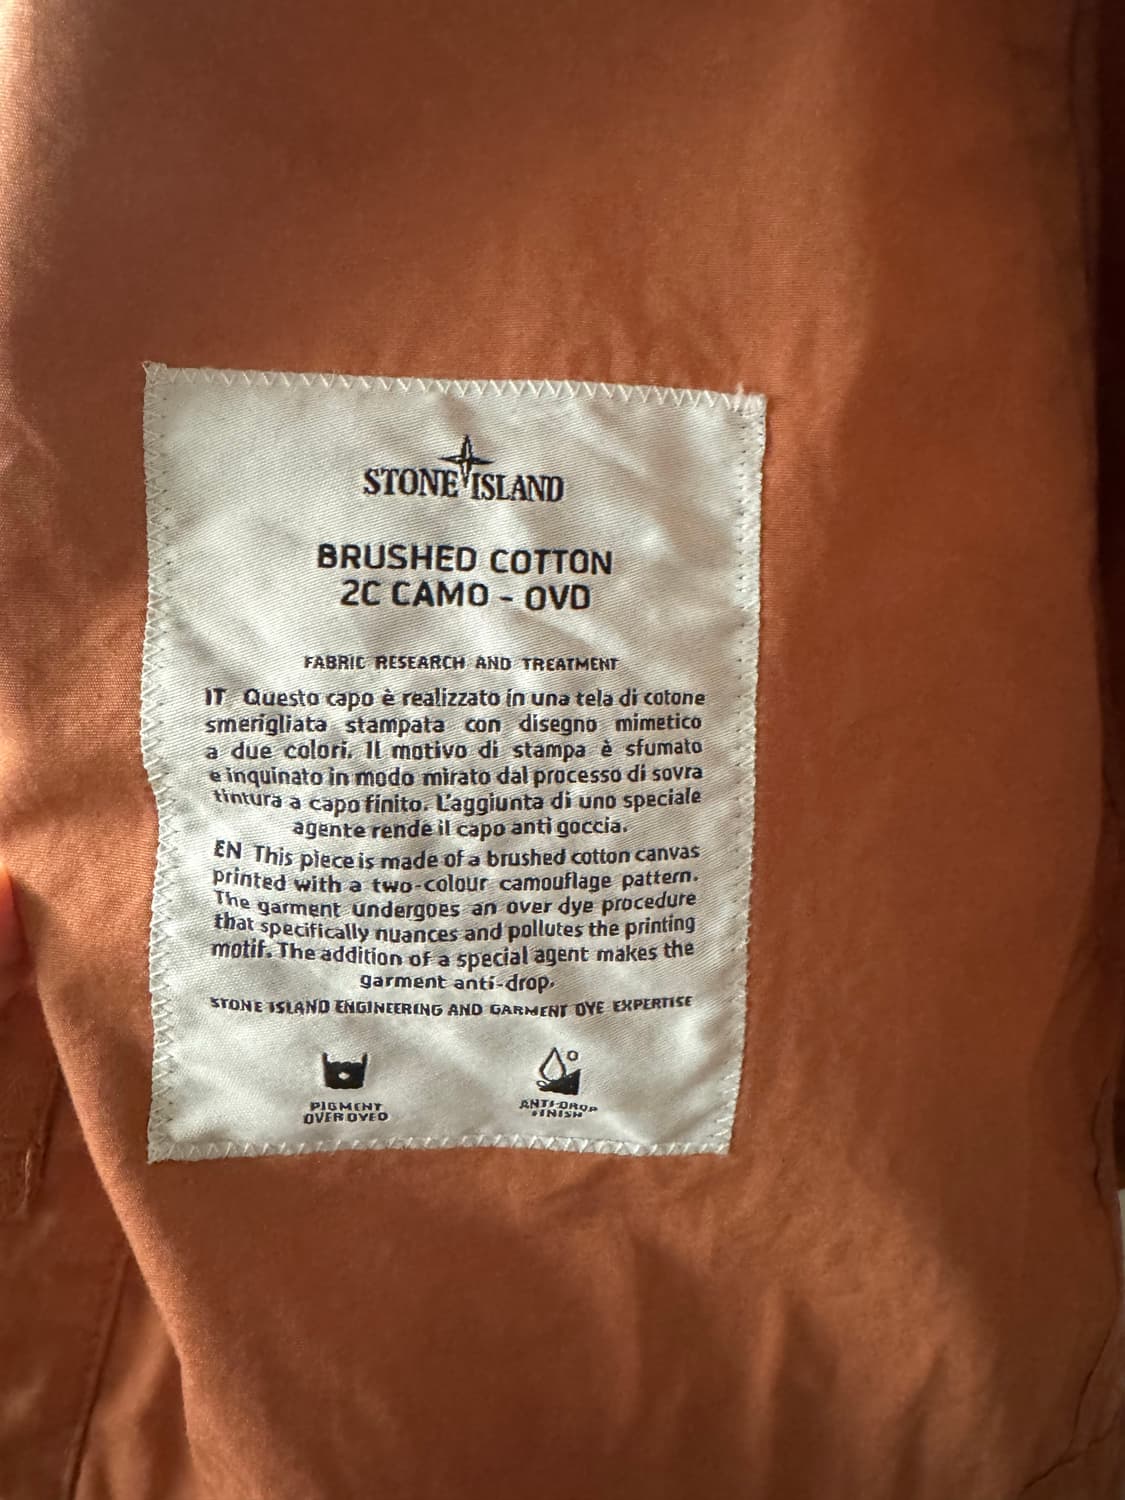 STONE ISLAND
BRUSHED COTTON
2C CAMO - OVD
FABRIC RESEARCH AND TREATMENT
IT Questo capo è realizzato in una tela di cotone
smerigliata stampata con disegno mimetico
a due colori. Il motivo di stampa è sfumato
e inquinato in modo mirato dal processo di sovra
tintura a capo finito. L'aggiunta di uno speciale
agente rende il capo anti goccia.
EN This piece is made of a brushed cotton canvas
printed with a two-colour camouflage pattern.
The garment undergoes an over dye procedure
that specifically nuances and pollutes the printing
motif. The addition of a special agent makes the
garment anti-drop.
STONE ISLAND ENGINEERING AND GARMENT DYE EXPERTISE
PIGMENT
OVERDYED
ANTI-DROP
FINISH